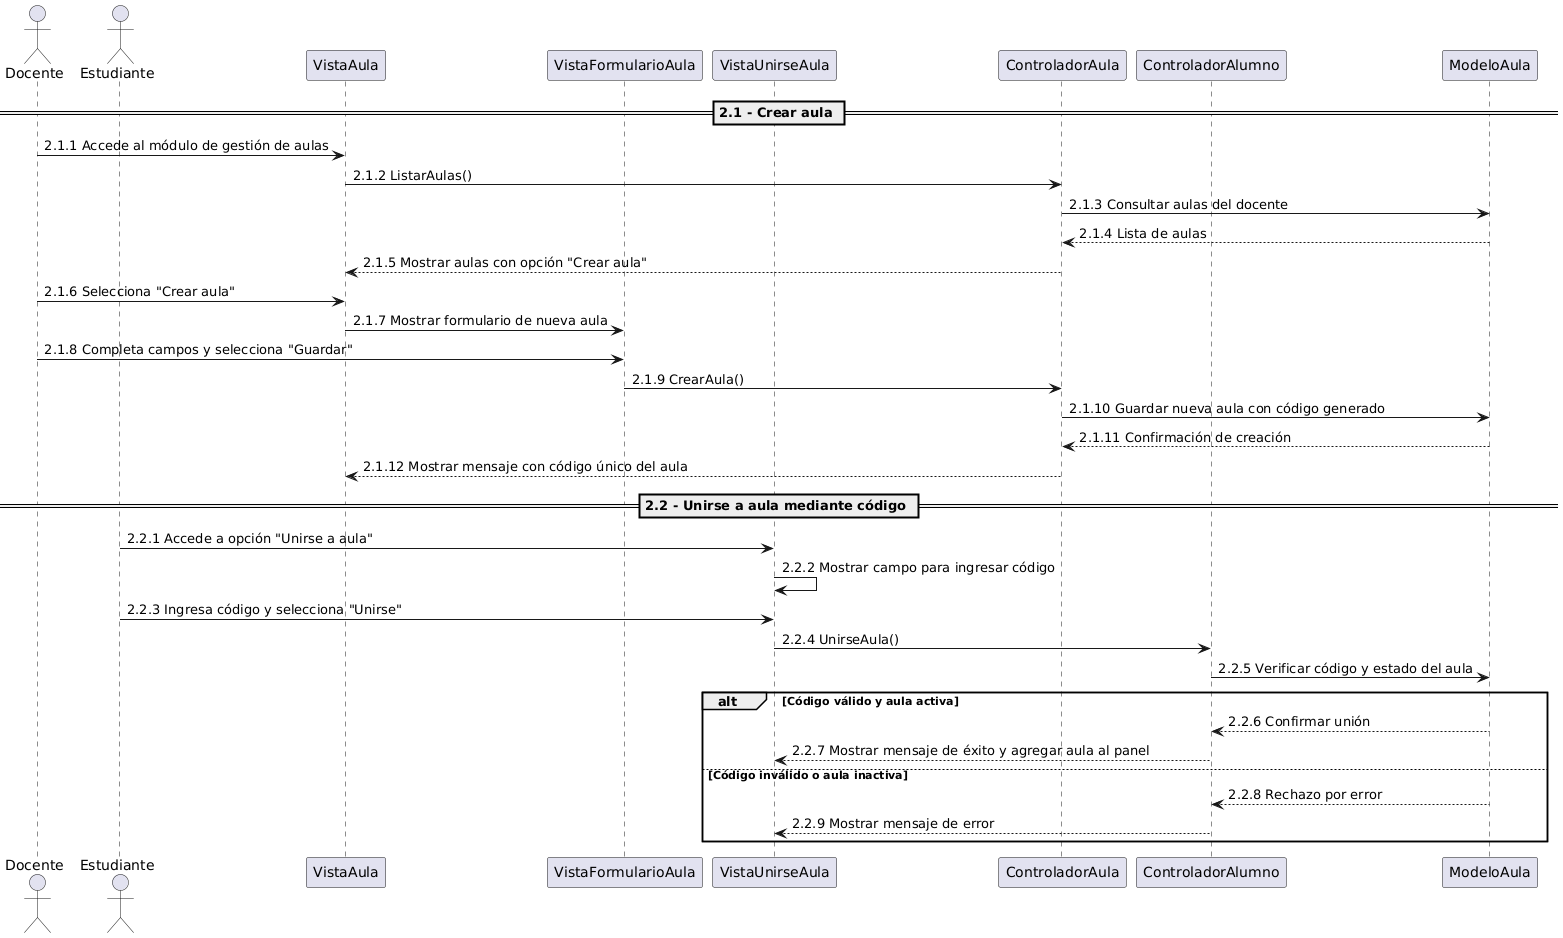 Docente
Estudiante
VistaAula
VistaFormularioAula
VistaUnirseAula
ControladorAula
ControladorAlumno
ModeloAula
2.1 - Crear aula
2.1.1 Accede al módulo de gestión de aulas
2.1.2 ListarAulas()
2.1.3 Consultar aulas del docente
2.1.4 Lista de aulas
2.1.5 Mostrar aulas con opción "Crear aula"
2.1.6 Selecciona "Crear aula"
2.1.7 Mostrar formulario de nueva aula
2.1.8 Completa campos y selecciona "Guardar"
2.1.9 CrearAula()
2.1.10 Guardar nueva aula con código generado
2.1.11 Confirmación de creación
2.1.12 Mostrar mensaje con código único del aula
2.2 - Unirse a aula mediante código
2.2.1 Accede a opción "Unirse a aula"
2.2.2 Mostrar campo para ingresar código
2.2.3 Ingresa código y selecciona "Unirse"
2.2.4 UnirseAula()
2.2.5 Verificar código y estado del aula
alt [Código válido y aula activa]
2.2.6 Confirmar unión
2.2.7 Mostrar mensaje de éxito y agregar aula al panel
[Código inválido o aula inactiva]
2.2.8 Rechazo por error
2.2.9 Mostrar mensaje de error
Docente
Estudiante
VistaAula
VistaFormularioAula
VistaUnirseAula
ControladorAula
ControladorAlumno
ModeloAula